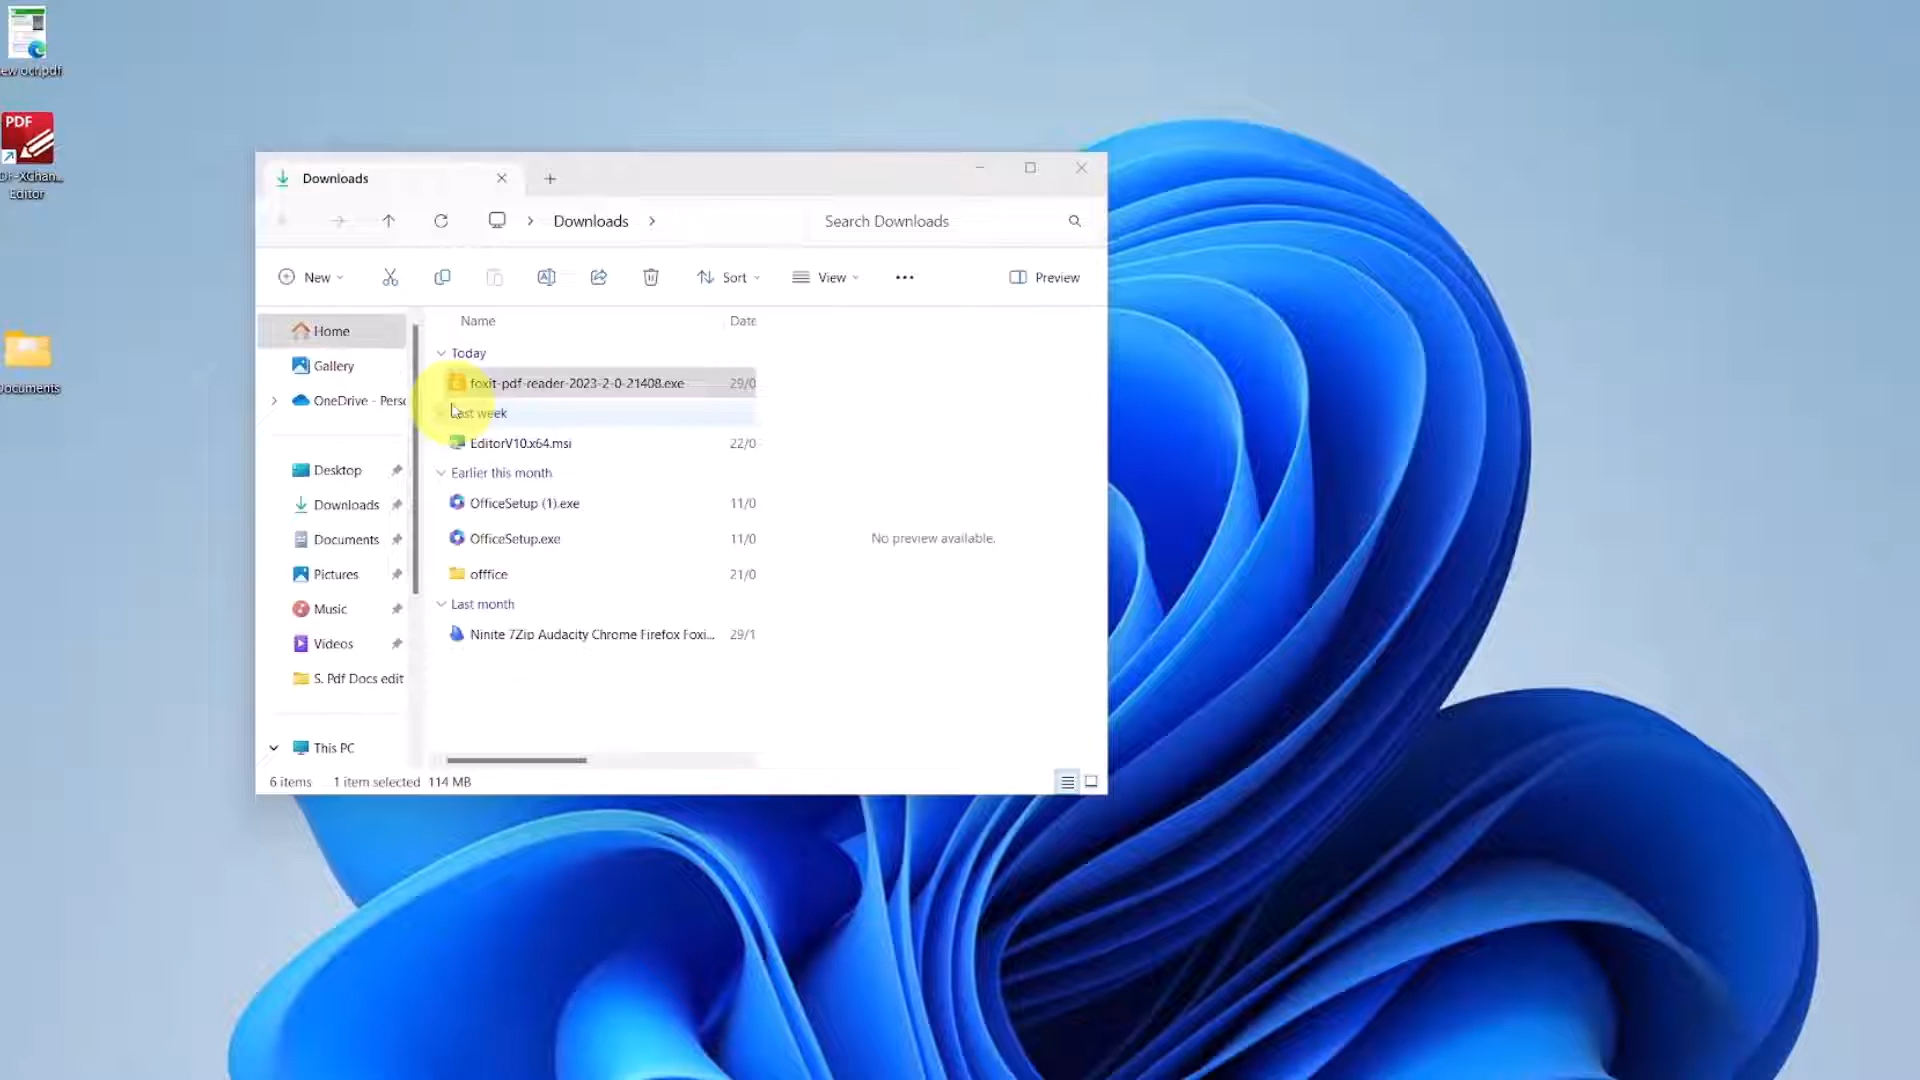 ew ocr.pdf
PDF
DF-XChan...
Editor
Documents
Downloads
Downloads
Search Downloads
New
Sort
View
Preview
Home
Gallery
OneDrive - Perso
Desktop
Downloads
Documents
Pictures
Music
Videos
S. Pdf Docs edit
This PC
Name
Date
Today
foxit-pdf-reader-2023-2-0-21408.exe
29/0
Last week
EditorV10.x64.msi
22/0
Earlier this month
OfficeSetup (1).exe
11/0
OfficeSetup.exe
11/0
offfice
21/0
Last month
Ninite 7Zip Audacity Chrome Firefox Foxi...
29/1
No preview available.
6 items
1 item selected
114 MB